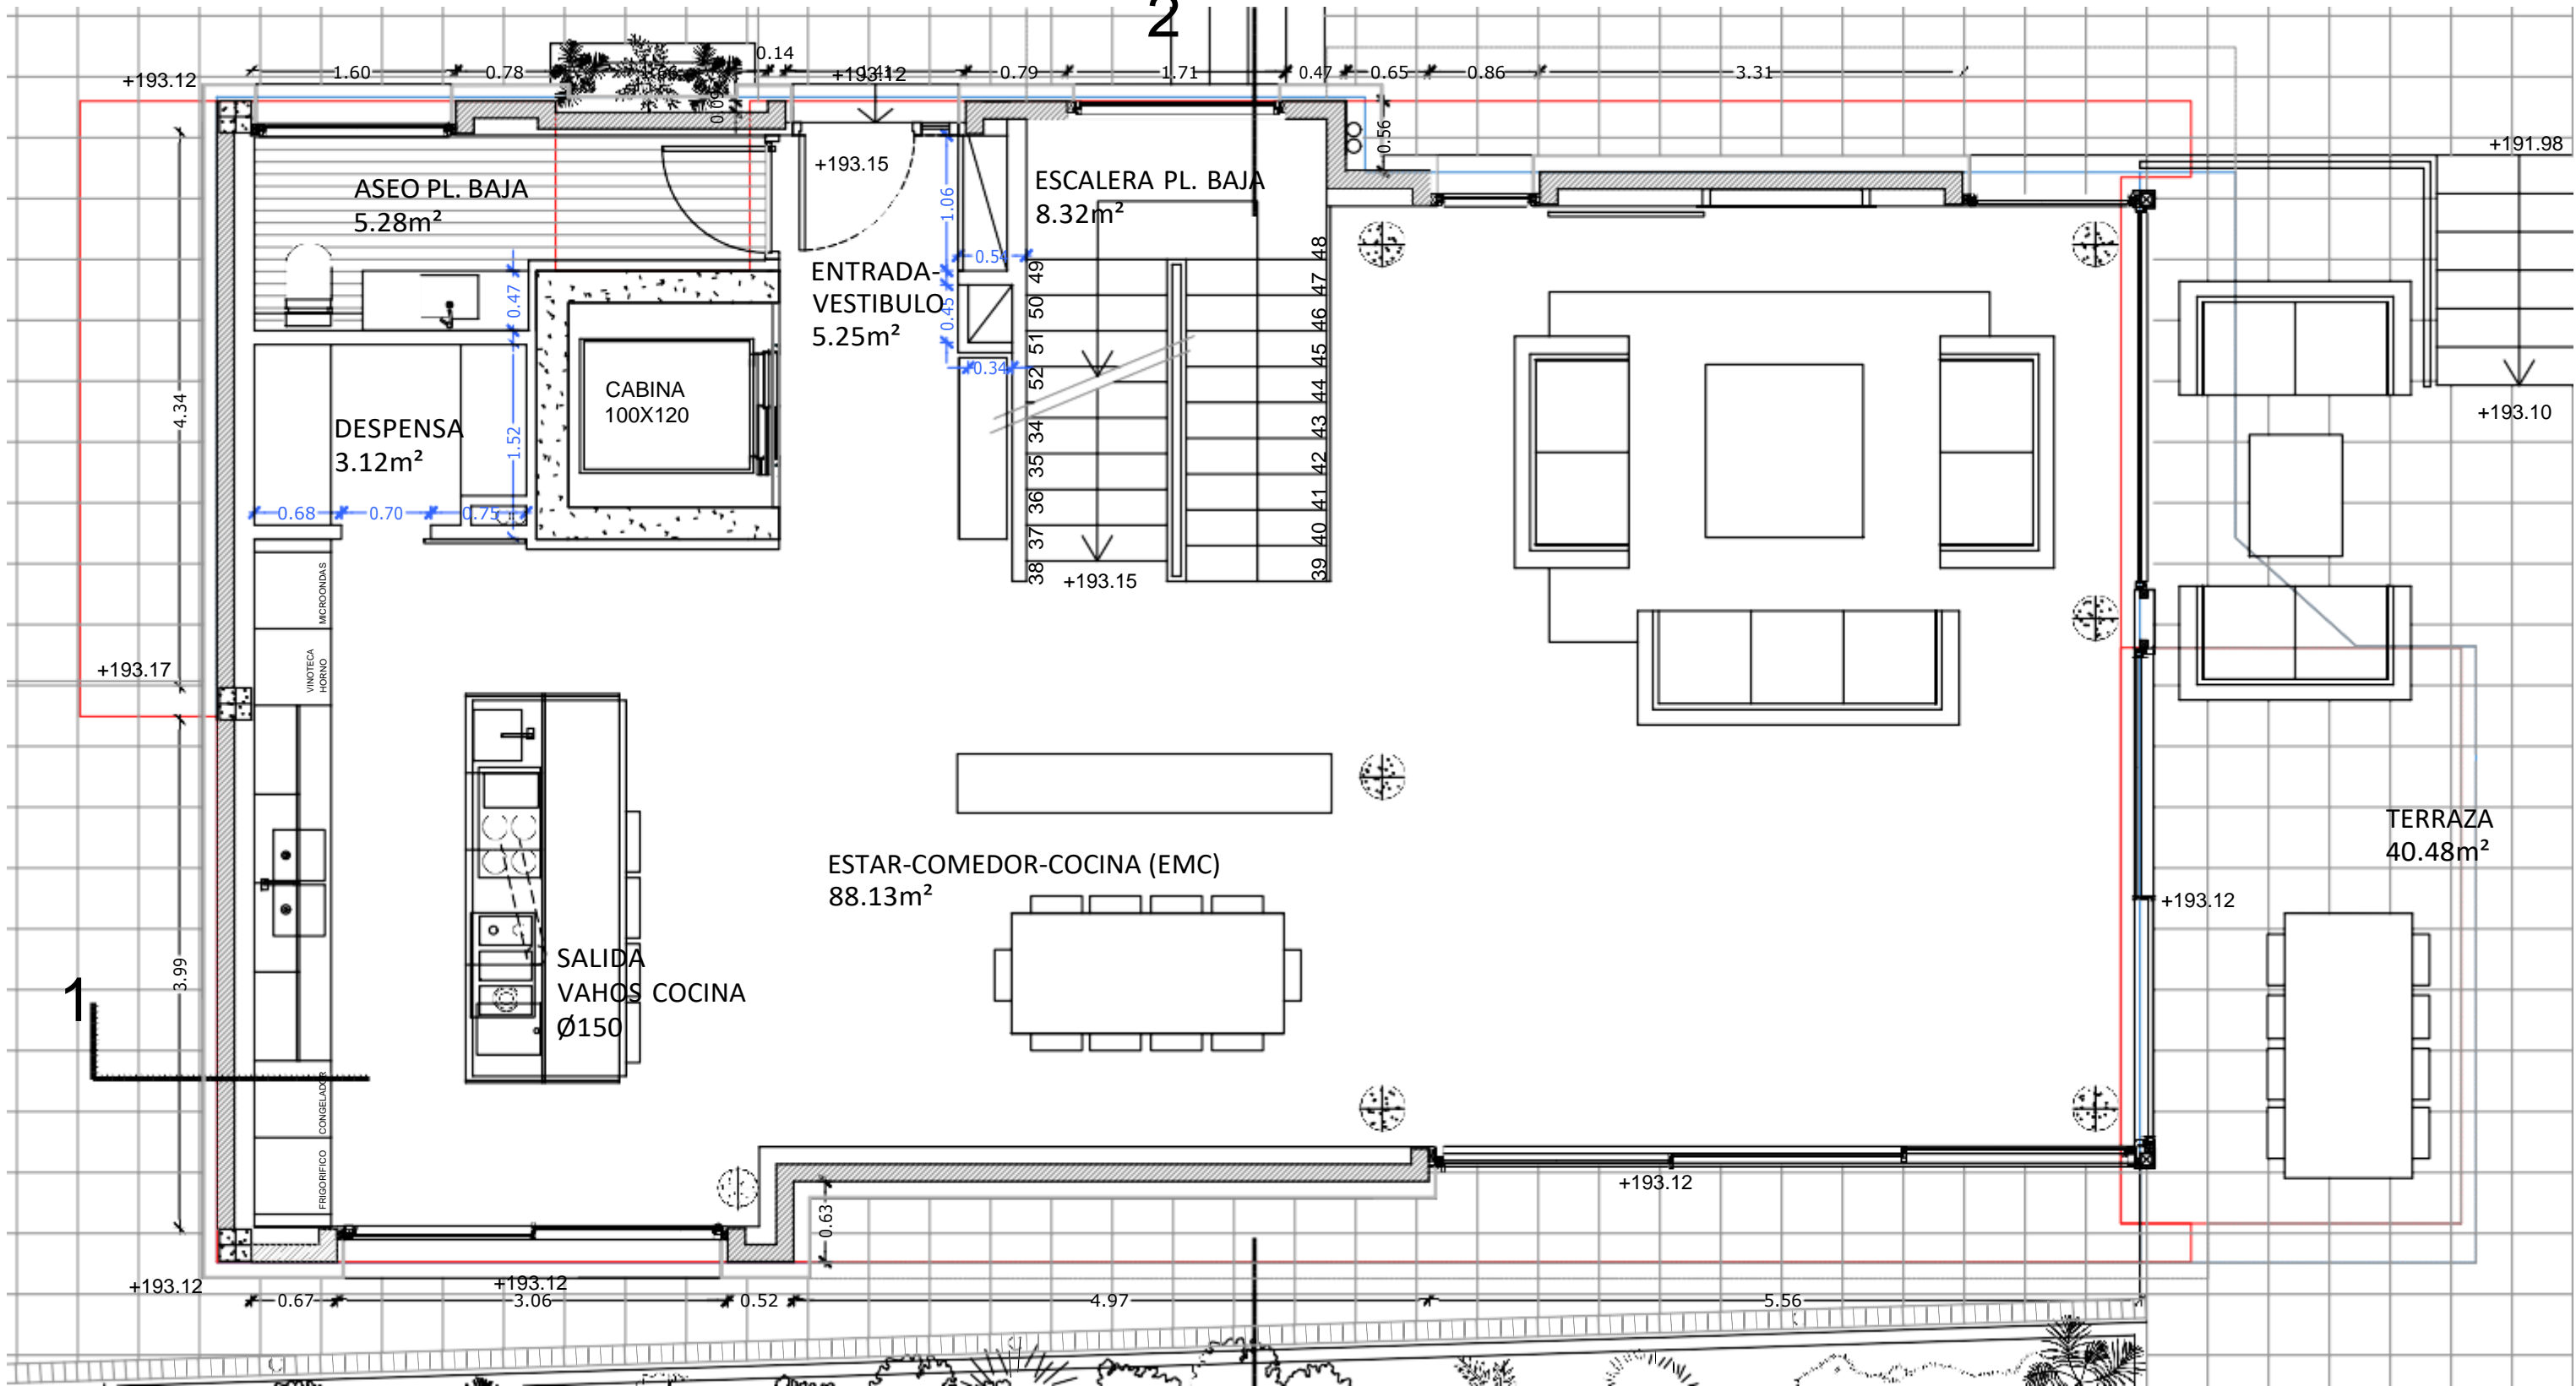 2
0.14
+193.12
1.60
0.78
+193.12
0.79
1.71
0.47
0.65
0.86
3.31
0.09
0.56
+191.98
+193.15
ASEO PL. BAJA
5.28m²
ESCALERA PL. BAJA
8.32m²
1.06
0.54
ENTRADA-
VESTIBULO
5.25m²
0.47
0.45
0.34
4.34
CABINA
100X120
DESPENSA
3.12m²
1.52
0.68
0.70
0.75
49
50
51
52
34
35
36
37
38
48
47
46
45
44
43
42
41
40
39
+193.10
+193.15
MICROONDAS
VINOTECA
HORNO
+193.17
TERRAZA
40.48m²
ESTAR-COMEDOR-COCINA (EMC)
88.13m²
+193.12
SALIDA
VAHOS COCINA
Ø150
3.99
1
CONGELADOR
FRIGORIFICO
+193.12
0.63
+193.12
+193.12
0.67
3.06
0.52
4.97
5.56